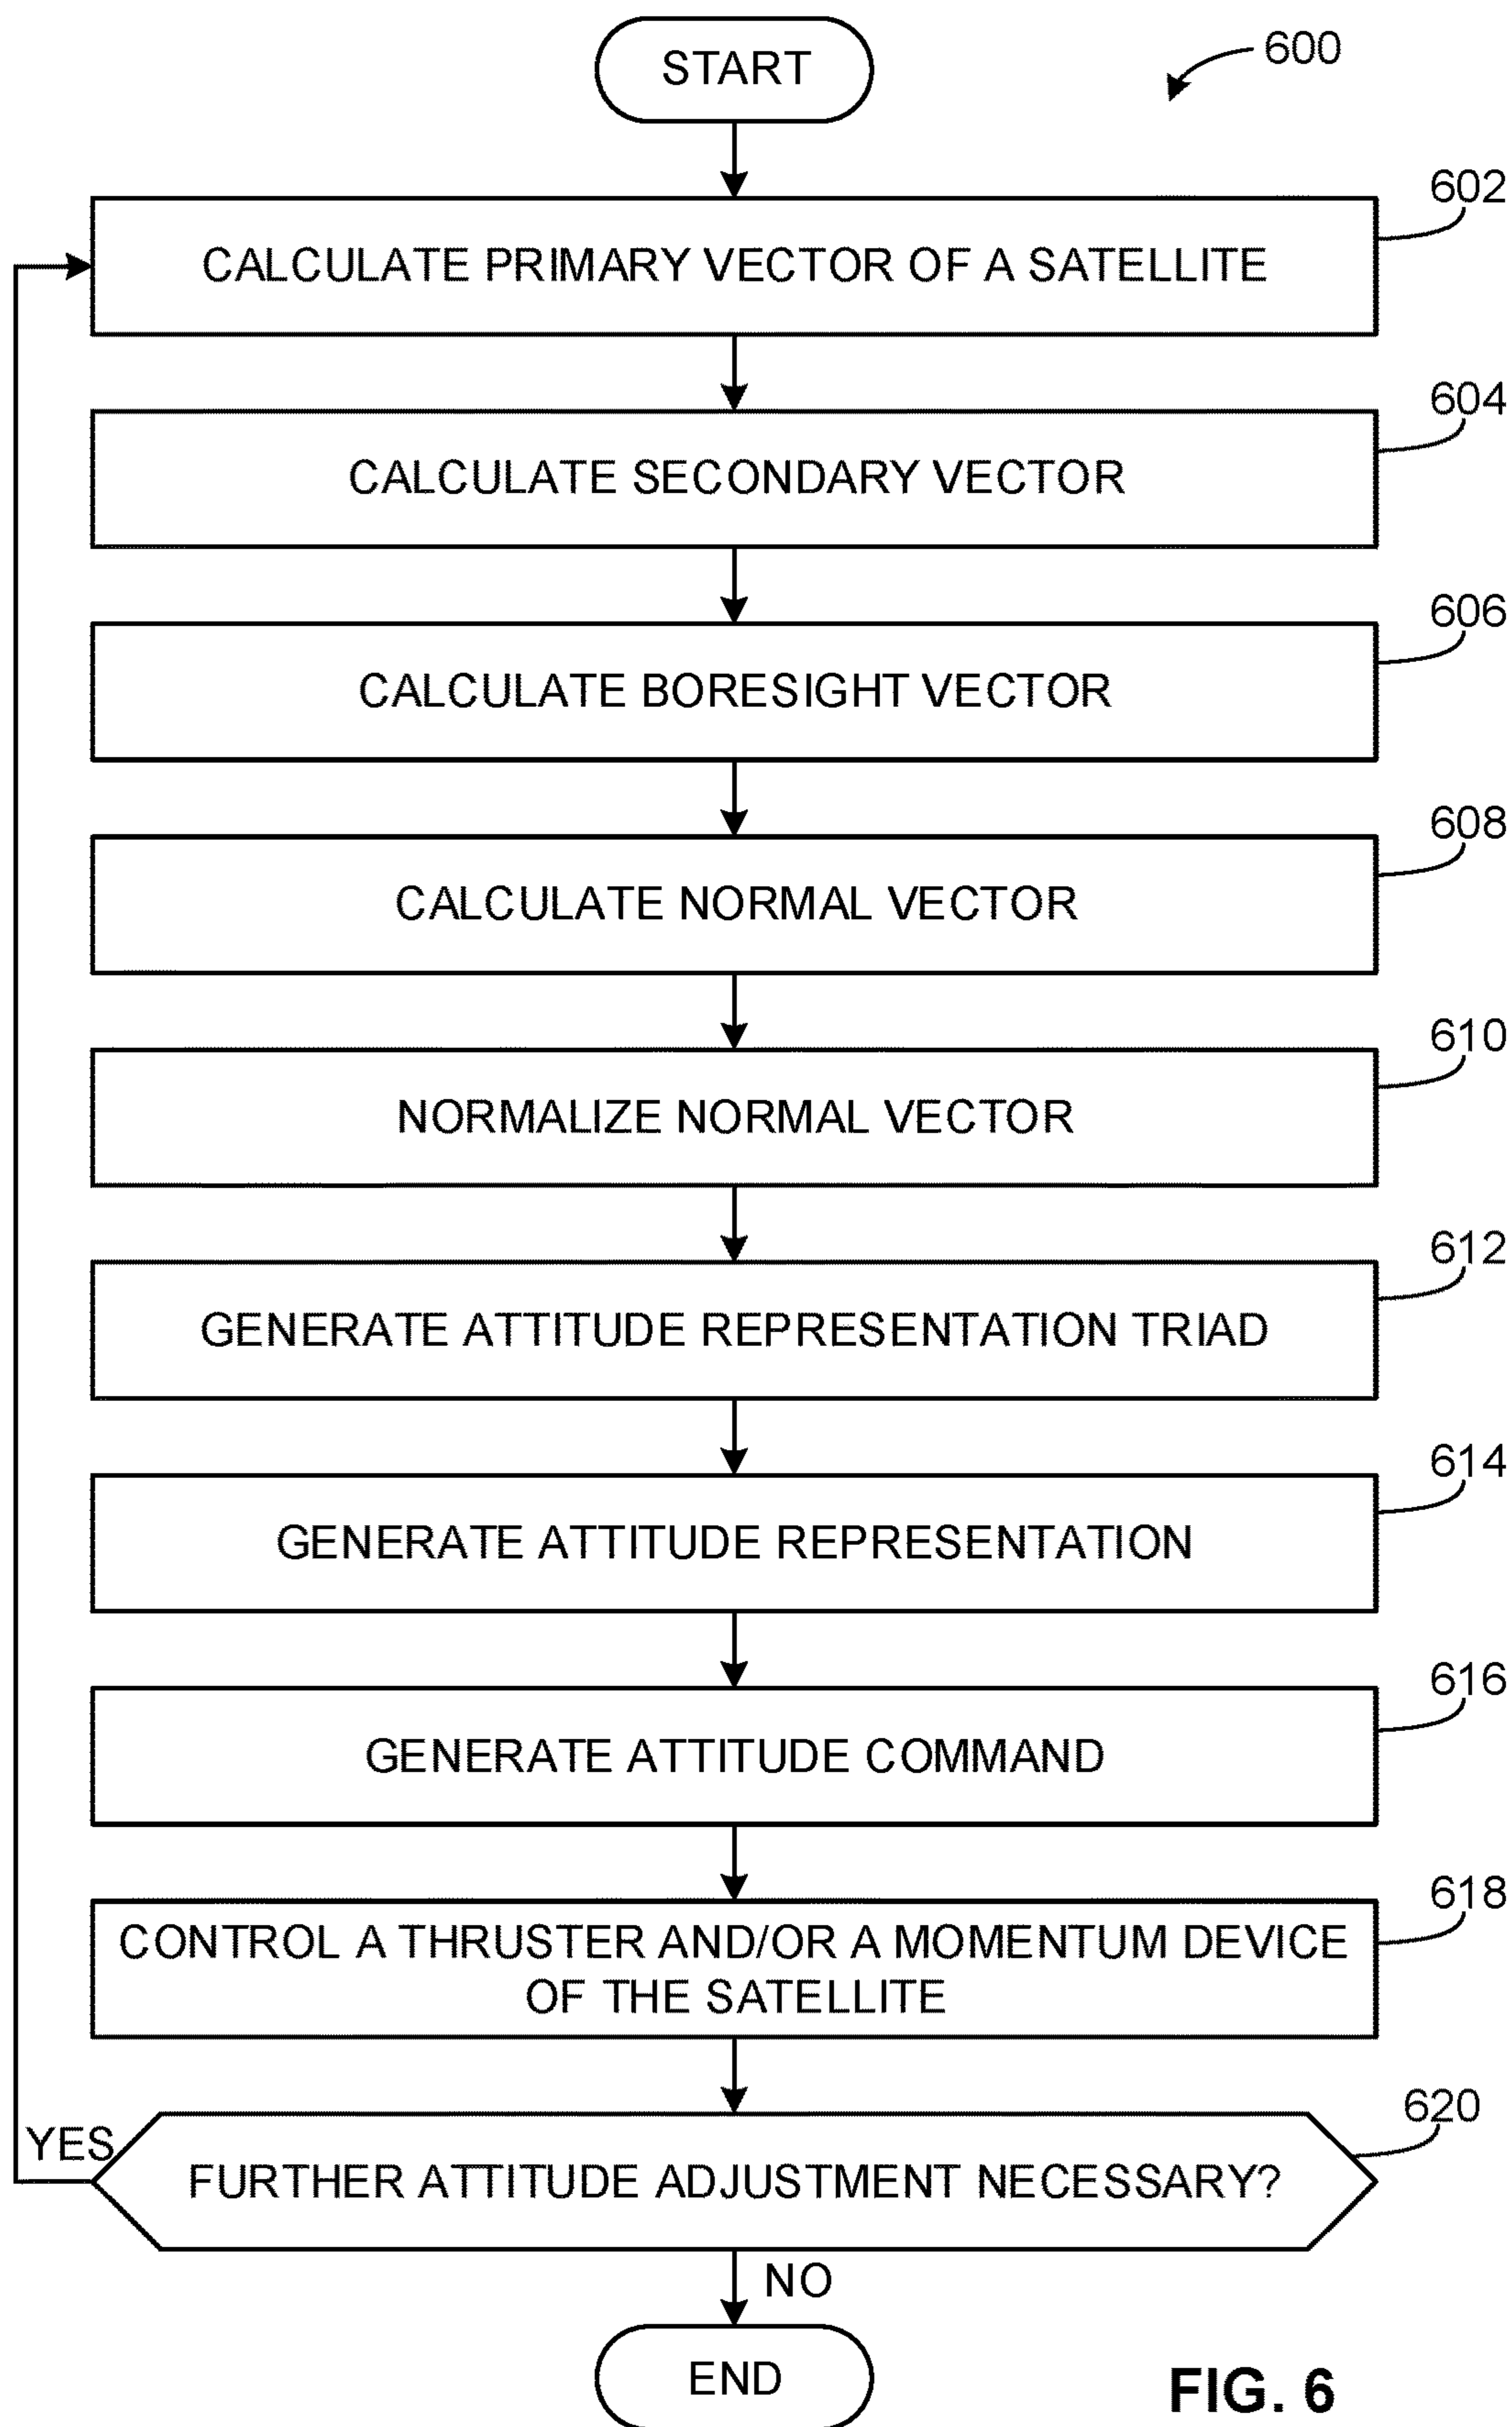 START
600
602
CALCULATE PRIMARY VECTOR OF A SATELLITE
604
CALCULATE SECONDARY VECTOR
606
CALCULATE BORESIGHT VECTOR
608
CALCULATE NORMAL VECTOR
610
NORMALIZE NORMAL VECTOR
612
GENERATE ATTITUDE REPRESENTATION TRIAD
614
GENERATE ATTITUDE REPRESENTATION
616
GENERATE ATTITUDE COMMAND
618
CONTROL A THRUSTER AND/OR A MOMENTUM DEVICE
OF THE SATELLITE
620
YES
FURTHER ATTITUDE ADJUSTMENT NECESSARY?
NO
END
FIG. 6